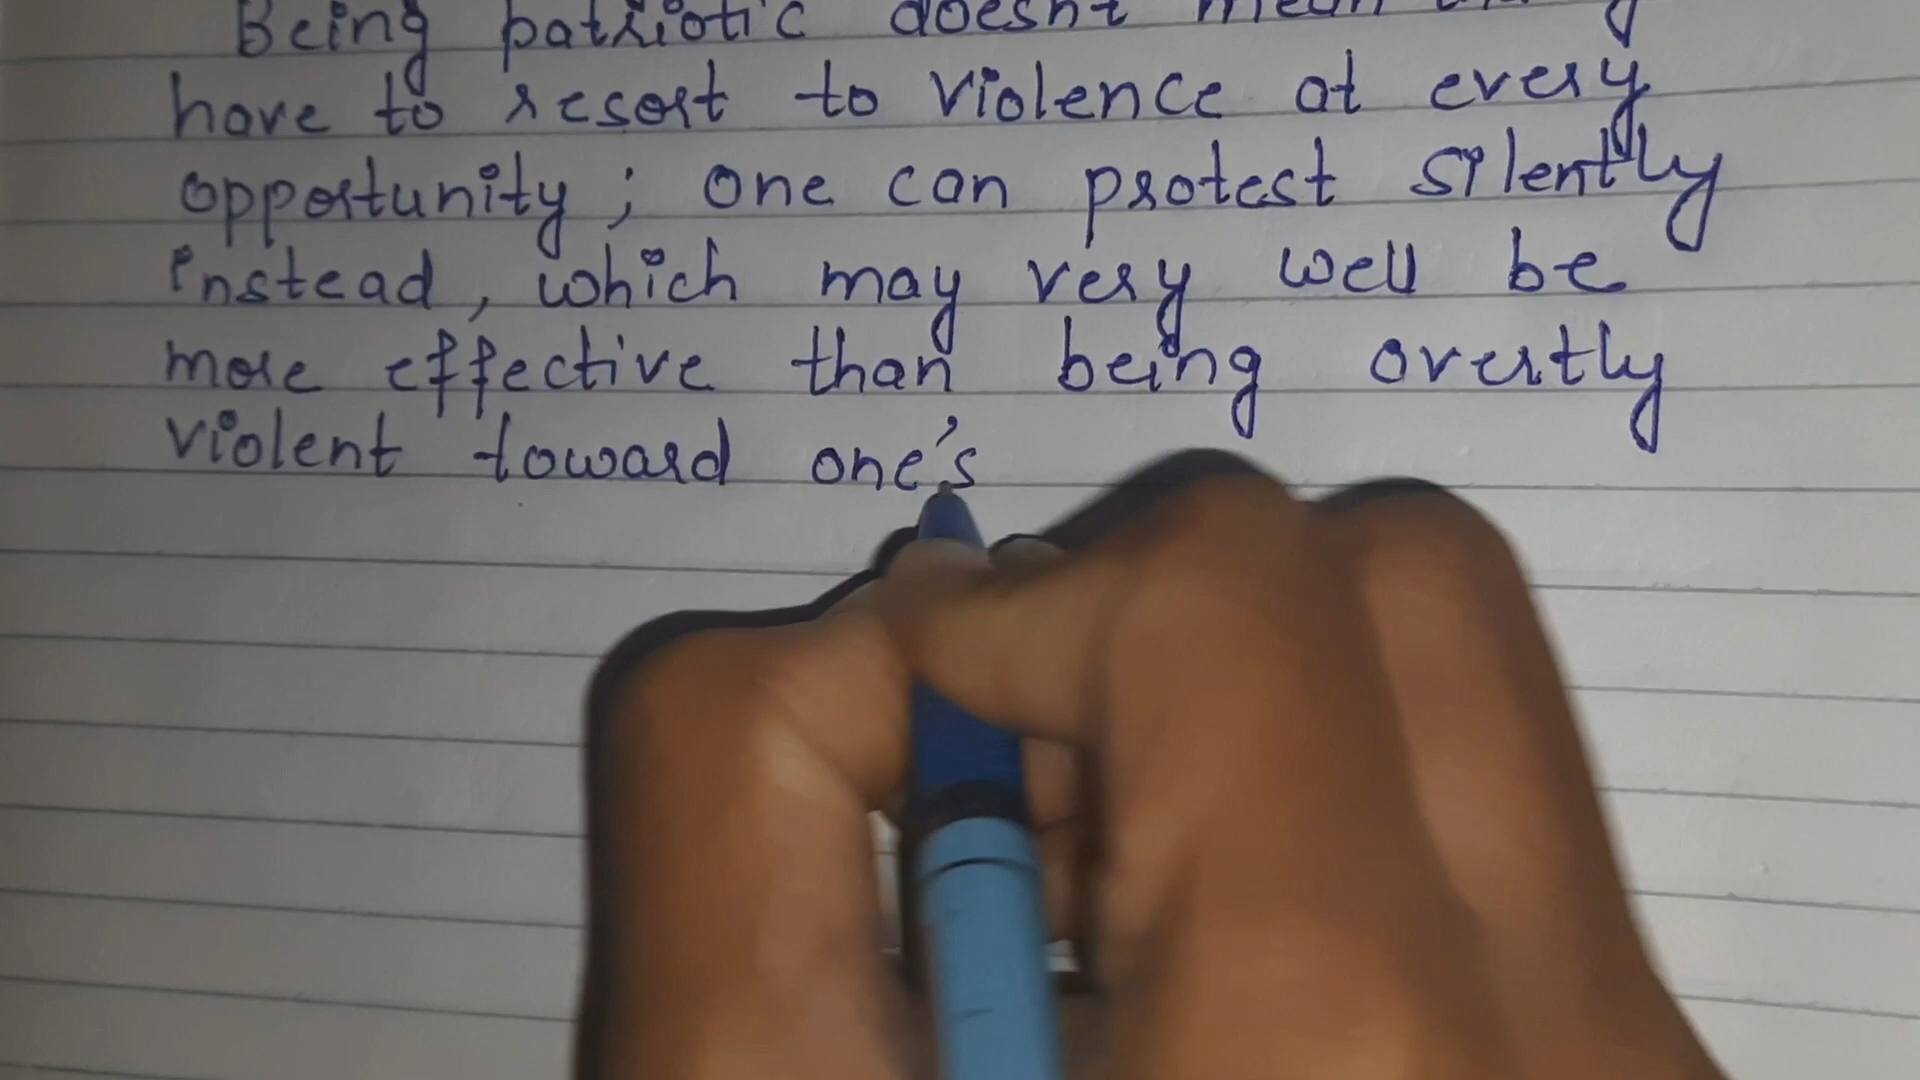 Being patriotic doesn't mean
have to resort to violence at every
opportunity; one can protest silently
instead, which may very well be
more effective than being overtly
violent toward one's